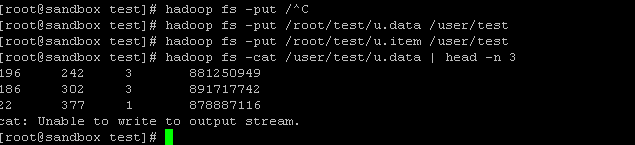 [root@sandbox test]# hadoop fs -put /^C
[root@sandbox test]# hadoop fs -put /root/test/u.data /user/test
[root@sandbox test]# hadoop fs -put /root/test/u.item /user/test
[root@sandbox test]# hadoop fs -cat /user/test/u.data | head -n 3
196 242 3 881250949
186 302 3 891717742
22 377 1 878887116
cat: Unable to write to output stream.
[root@sandbox test]#